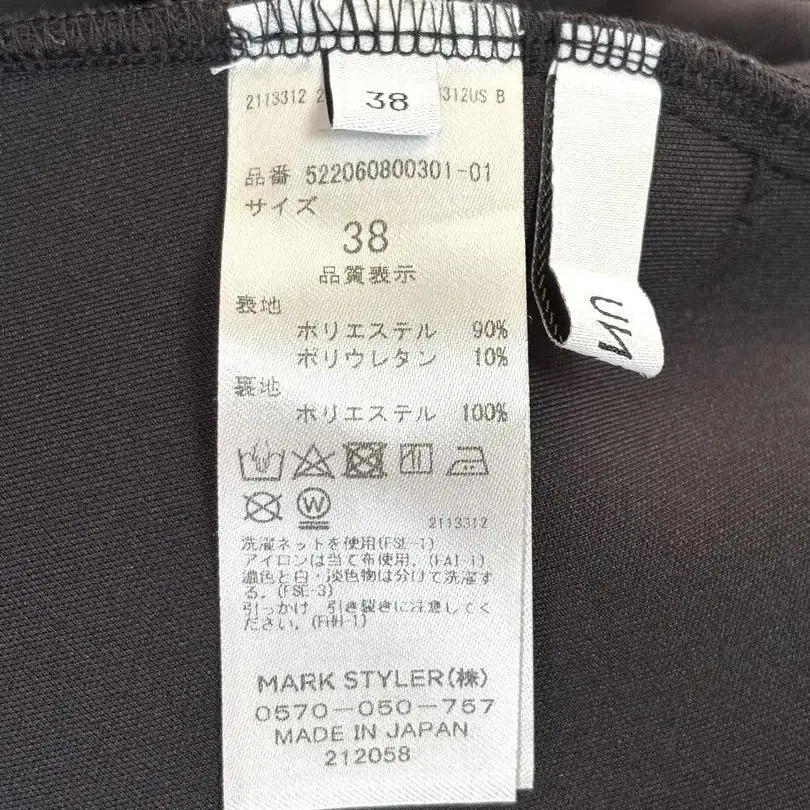 2113312 2
38
312US B
品番 522060800301-01
サイズ
38
品質表示
表地
ポリエステル 90%
ポリウレタン 10%
裏地
ポリエステル 100%
W
2113312
洗濯ネットを使用(FSE-1)
アイロンは当て布使用。(FAI-1)
濃色と白・淡色物は分けて洗濯す
る。(FSE-3)
引っかけ、引き裂きに注意してく
ださい。(FHH-1)
MARK STYLER(株)
0570-050-757
MADE IN JAPAN
212058